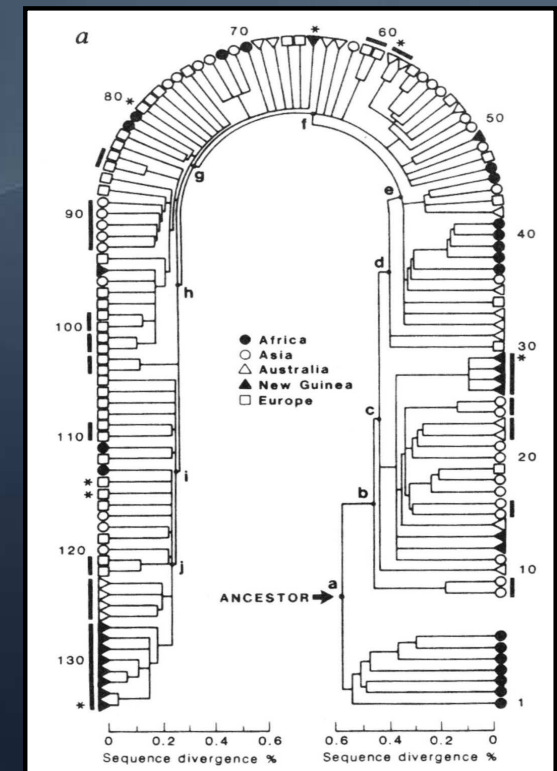 a
70
*
60
*
80
*
50
f
g
e
90
40
d
h
100
● Africa
○ Asia
△ Australia
▲ New Guinea
□ Europe
30
*
c
110
20
i
b
*
*
120
j
10
a
ANCESTOR
130
1
*
0 0.2 0.4 0.6
0.6 0.4 0.2 0
Sequence divergence %
Sequence divergence %